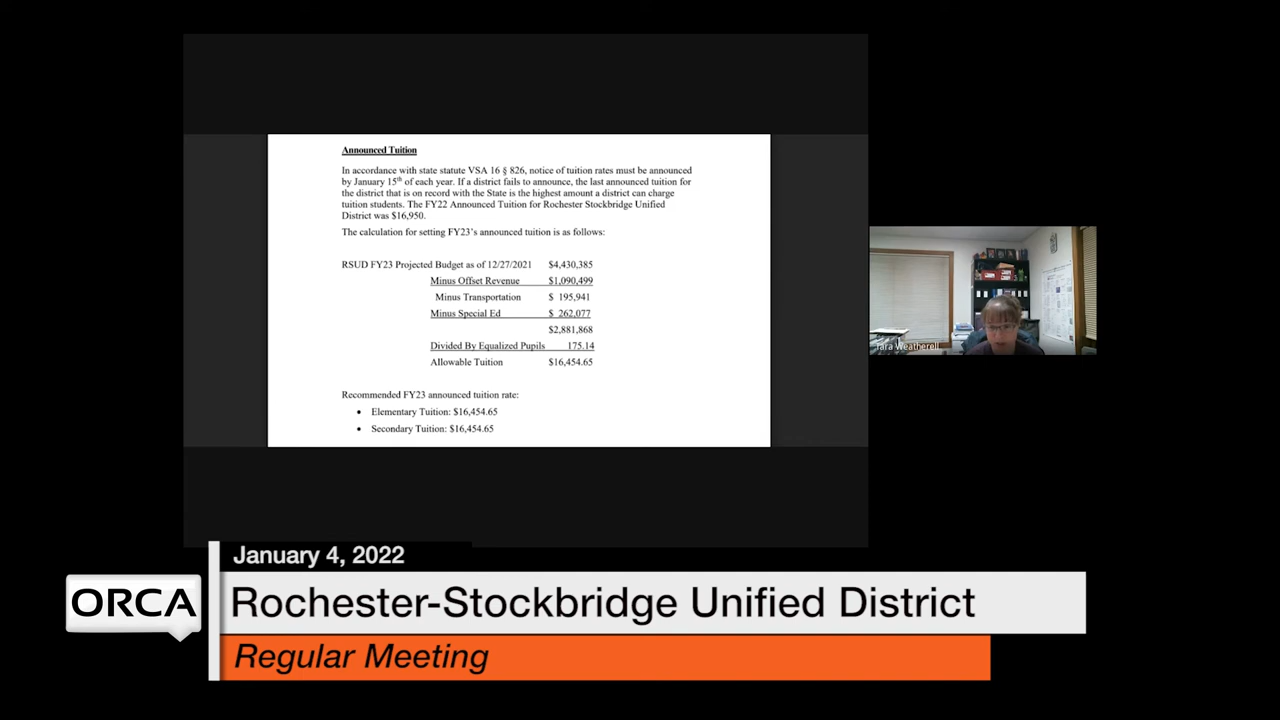 Announced Tuition
In accordance with state statute VSA 16 § 826, notice of tuition rates must be announced
by January 15th of each year. If a district fails to announce, the last announced tuition for
the district that is on record with the State is the highest amount a district can charge
tuition students. The FY22 Announced Tuition for Rochester Stockbridge Unified
District was $16,950.
The calculation for setting FY23's announced tuition is as follows:
RSUD FY23 Projected Budget as of 12/27/2021 $4,430,385
Minus Offset Revenue $1,090,499
Minus Transportation $ 195,941
Minus Special Ed $ 262,077
$2,881,868
Divided By Equalized Pupils 175.14
Allowable Tuition $16,454.65
Recommended FY23 announced tuition rate:
• Elementary Tuition: $16,454.65
• Secondary Tuition: $16,454.65
Tara Weatherell
January 4, 2022
ORCA
Rochester-Stockbridge Unified District
Regular Meeting